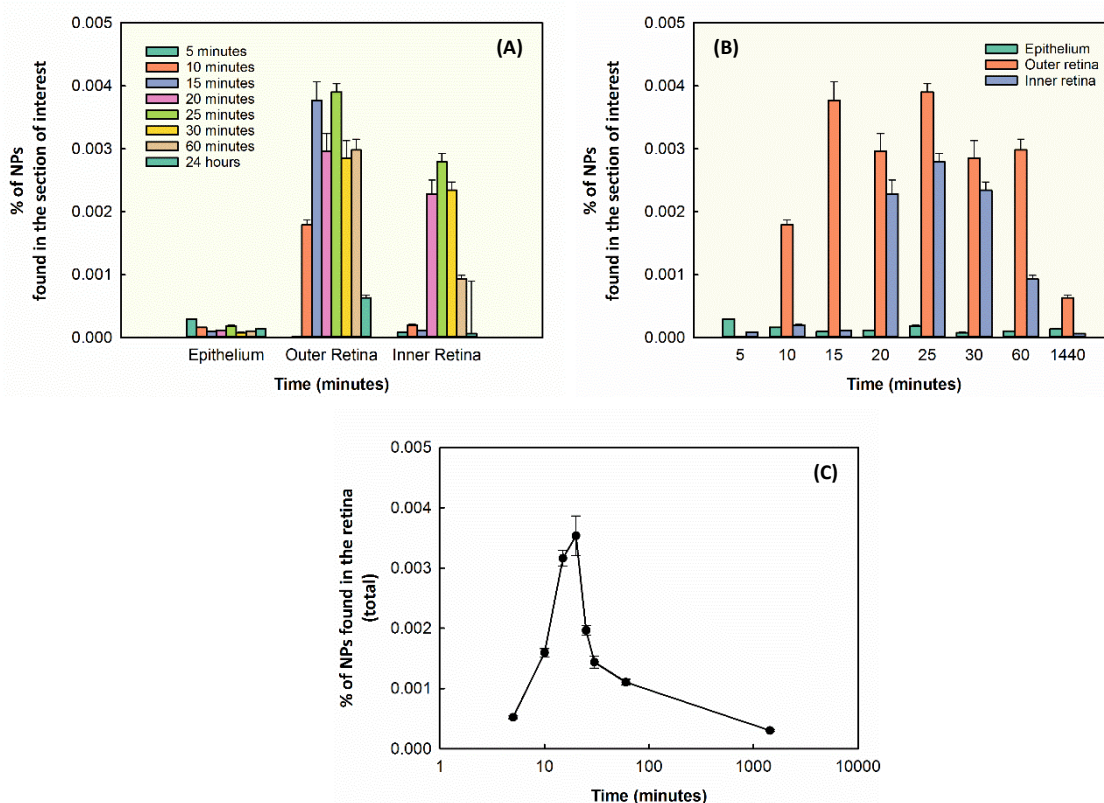 0.005
0.004
0.003
0.002
0.001
0.000
% of NPs
found in the section of interest
5 minutes
10 minutes
15 minutes
20 minutes
25 minutes
30 minutes
60 minutes
24 hours
(A)
Epithelium Outer Retina Inner Retina
Time (minutes)
0.005
0.004
0.003
0.002
0.001
0.000
% of NPs
found in the section of interest
(B)
Epithelium
Outer retina
Inner retina
5 10 15 20 25 30 60 1440
Time (minutes)
0.005
0.004
0.003
0.002
0.001
0.000
% of NPs found in the retina
(total)
(C)
1 10 100 1000 10000
Time (minutes)